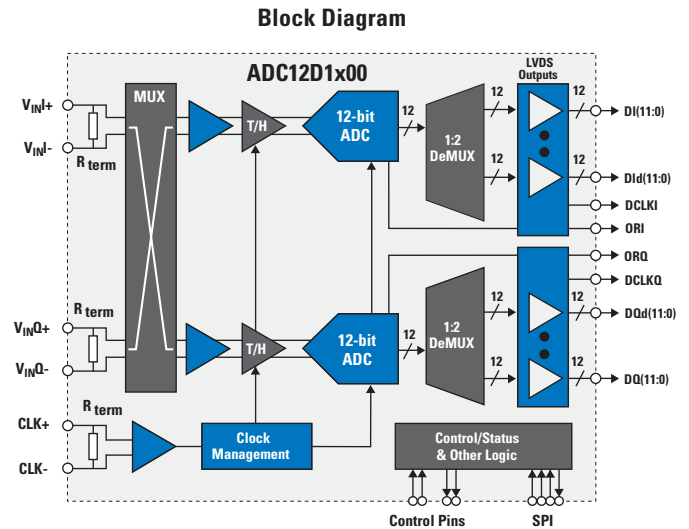 Block Diagram
ADC12D1x00
LVDS
Outputs
MUX
VINI+
VINI-
R term
T/H
12-bit
ADC
12
1:2
DeMUX
12
12
12
12
DI(11:0)
DId(11:0)
DCLKI
ORI
ORQ
DCLKQ
R term
VINQ+
VINQ-
T/H
12-bit
ADC
12
1:2
DeMUX
12
12
12
12
DQd(11:0)
DQ(11:0)
R term
CLK+
CLK-
Clock
Management
Control/Status
& Other Logic
Control Pins
SPI